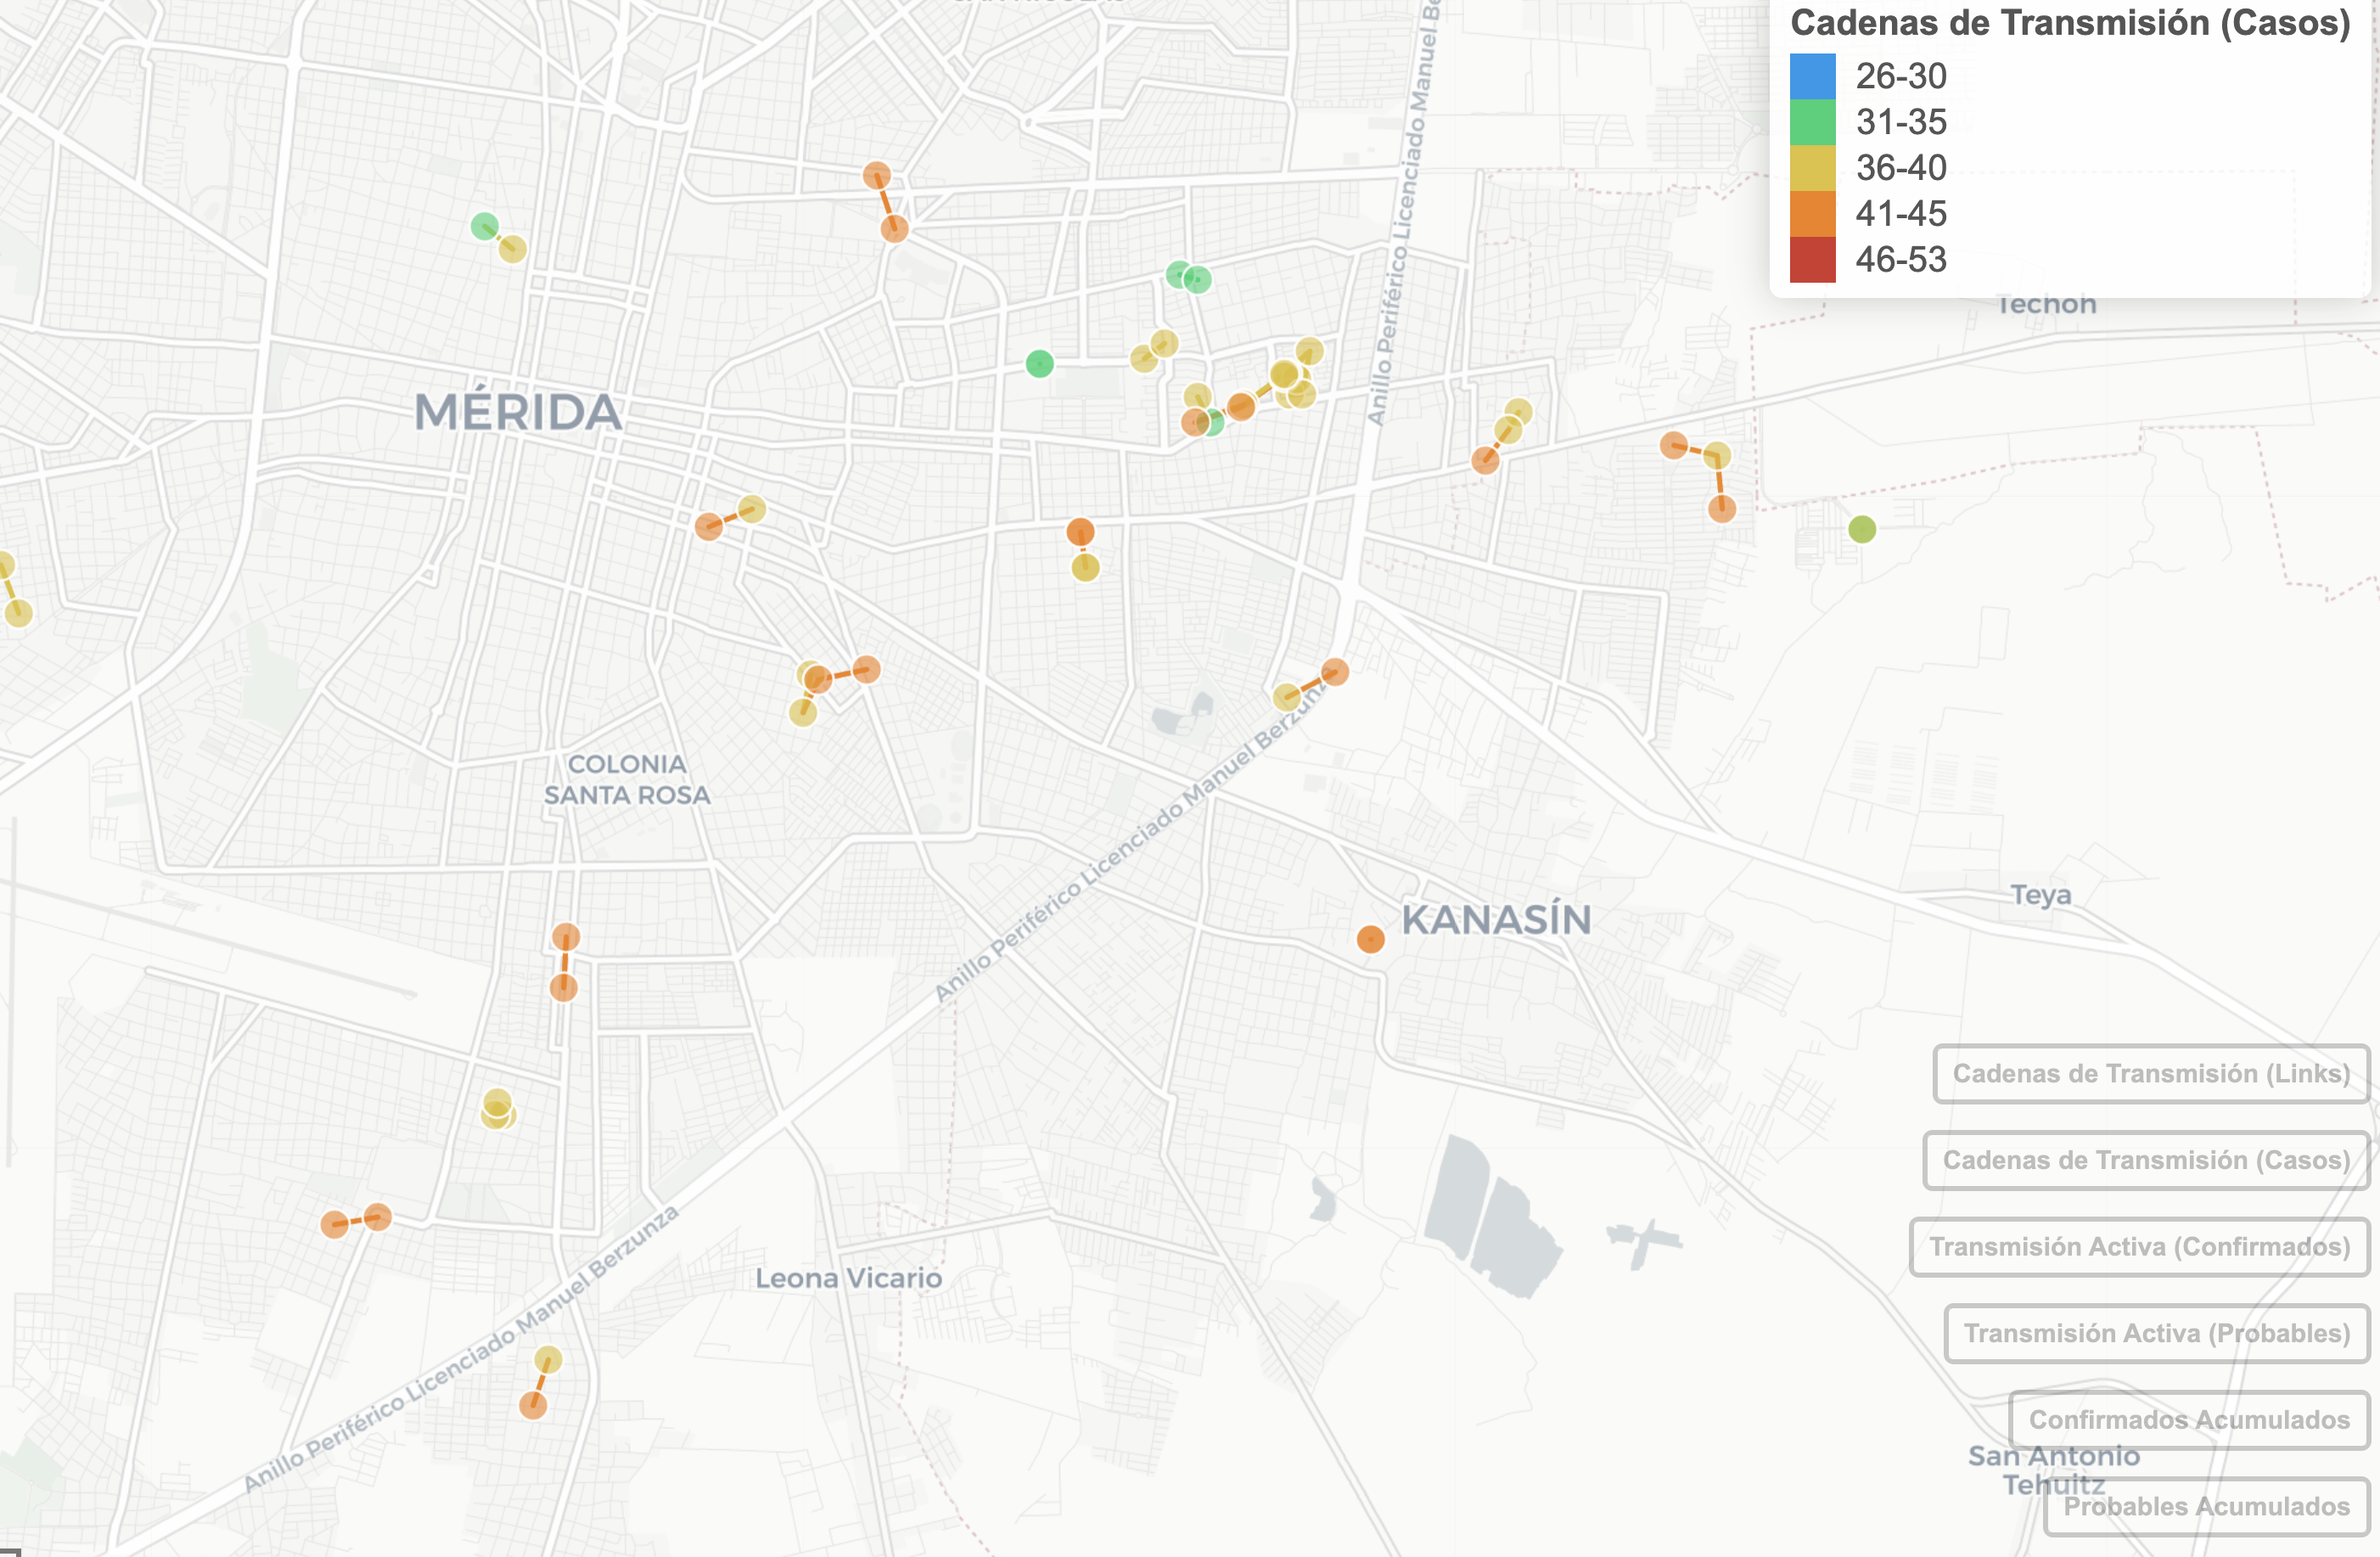 Cadenas de Transmisión (Casos)
26-30
31-35
36-40
41-45
46-53
Anillo Periférico Licenciado Manuel Be
Techoh
MÉRIDA
COLONIA
SANTA ROSA
Anillo Periférico Licenciado Manuel Berzunza
KANASÍN
Teya
Cadenas de Transmisión (Links)
Cadenas de Transmisión (Casos)
Transmisión Activa (Confirmados)
Transmisión Activa (Probables)
Leona Vicario
Anillo Periférico Licenciado Manuel Berzunza
Confirmados Acumulados
San Antonio
Tehuitz
Probables Acumulados